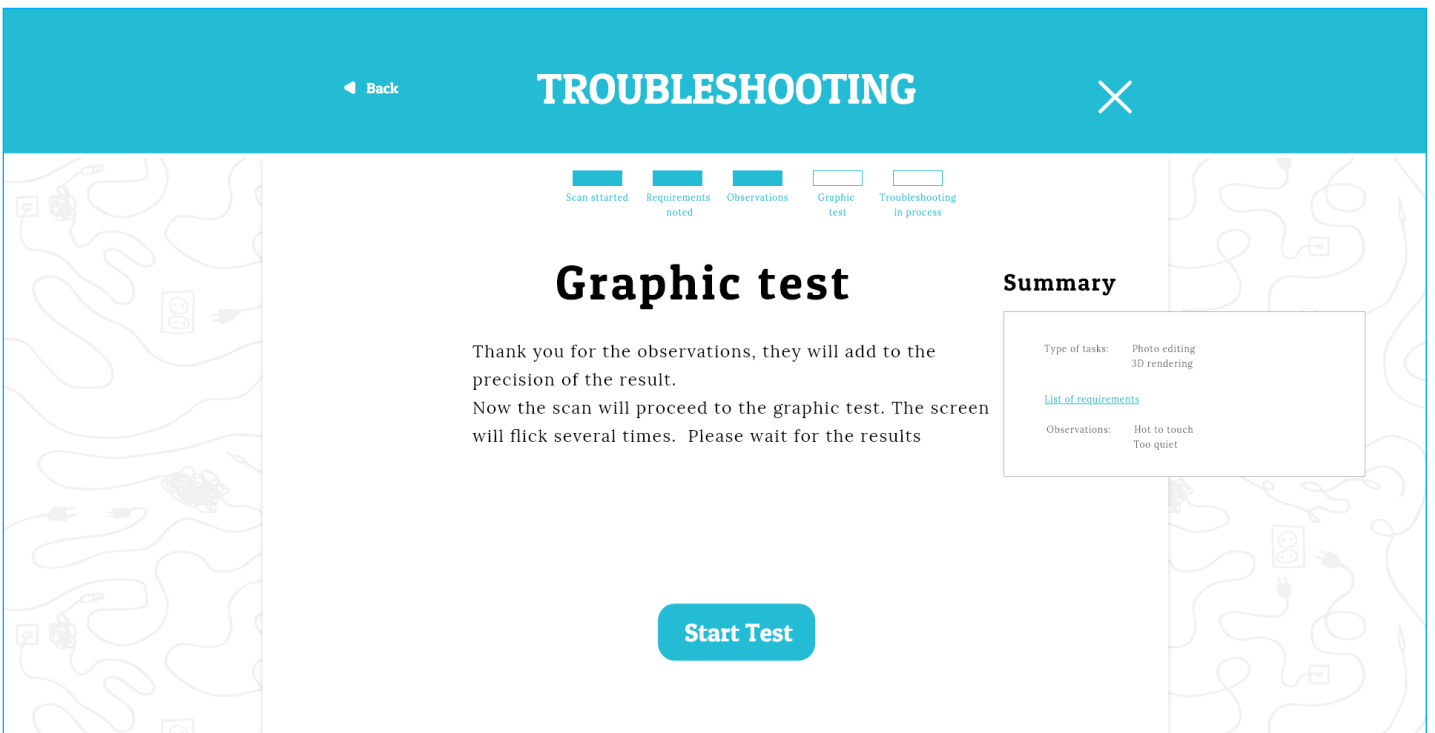 Back
TROUBLESHOOTING
Scan sttarted
Requirements
noted
Observations
Graphic
test
Troubleshooting
in process
Graphic test
Thank you for the observations, they will add to the
precision of the result.
Now the scan will proceed to the graphic test. The screen
will flick several times.  Please wait for the results
Summary
Type of tasks: Photo editing
3D rendering
List of requirements
Observations: Hot to touch
Too quiet
Start Test